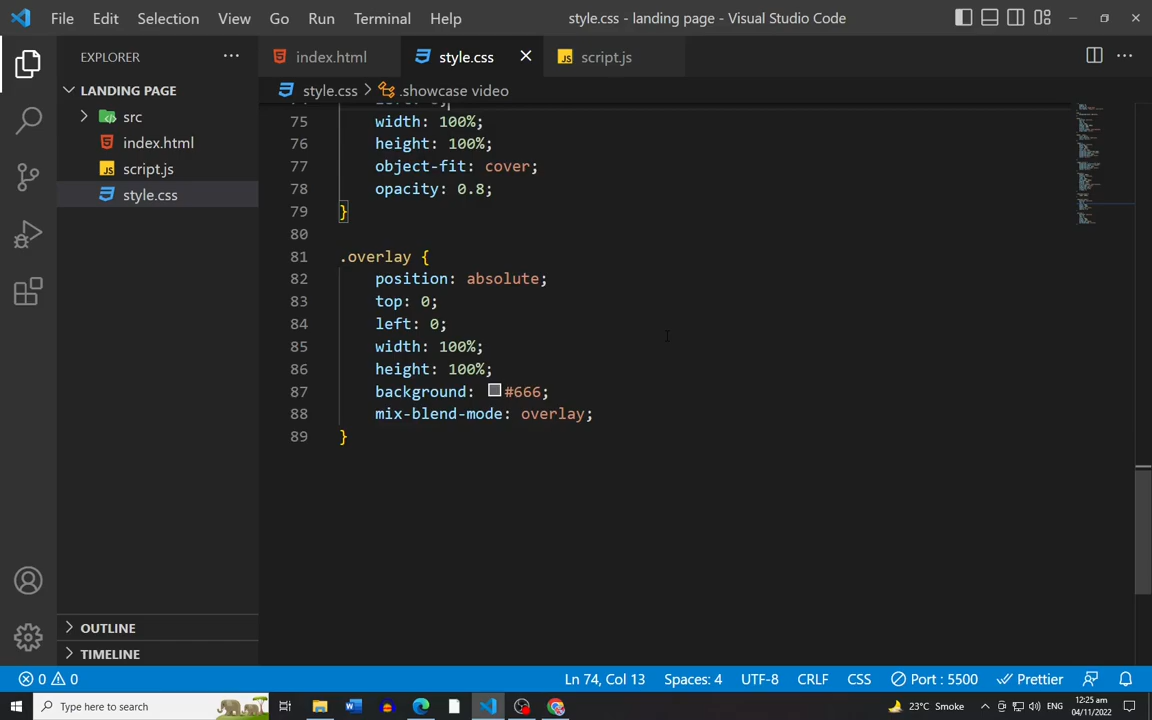 File Edit Selection View Go Run Terminal Help style.css - landing page - Visual Studio Code
EXPLORER
index.html style.css script.js
LANDING PAGE
style.css .showcase video
src
index.html
script.js
style.css
75 width: 100%;
76 height: 100%;
77 object-fit: cover;
78 opacity: 0.8;
79 }
80
81 .overlay {
82 position: absolute;
83 top: 0;
84 left: 0;
85 width: 100%;
86 height: 100%;
87 background: #666;
88 mix-blend-mode: overlay;
89 }
OUTLINE
TIMELINE
0 0 Ln 74, Col 13 Spaces: 4 UTF-8 CRLF CSS Port : 5500 Prettier
Type here to search 23°C Smoke ENG 12:25 am
04/11/2022